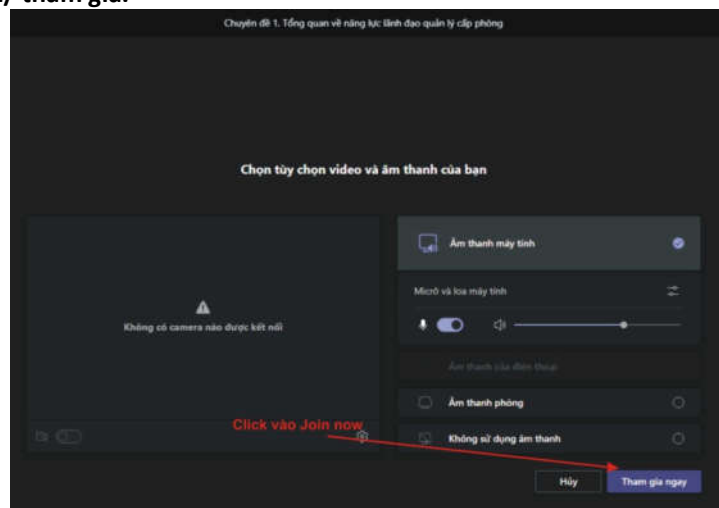 tham gia.
Chuyên đề 1. Tổng quan về năng lực lãnh đạo quản lý cấp phòng
Chọn tùy chọn video và âm thanh của bạn
Âm thanh máy tính
Micrô và loa máy tính
Không có camera nào được kết nối
Âm thanh của điện thoại
Âm thanh phòng
Click vào Join now
Không sử dụng âm thanh
Hủy
Tham gia ngay